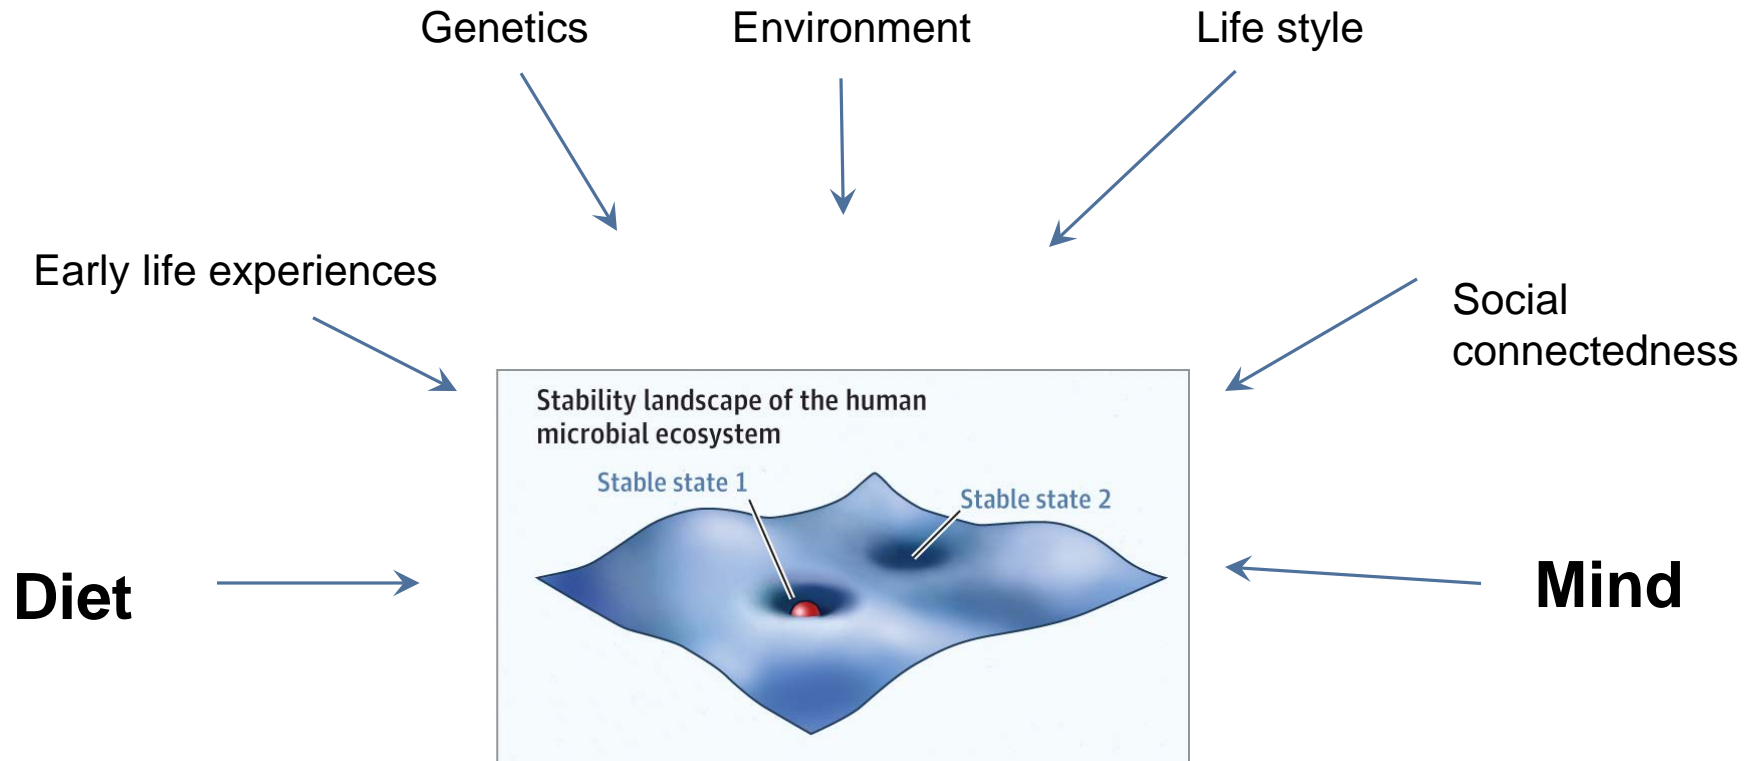 Genetics
Environment
Life style
Early life experiences
Social
connectedness
Stability landscape of the human
microbial ecosystem
Stable state 1
Stable state 2
Diet
Mind